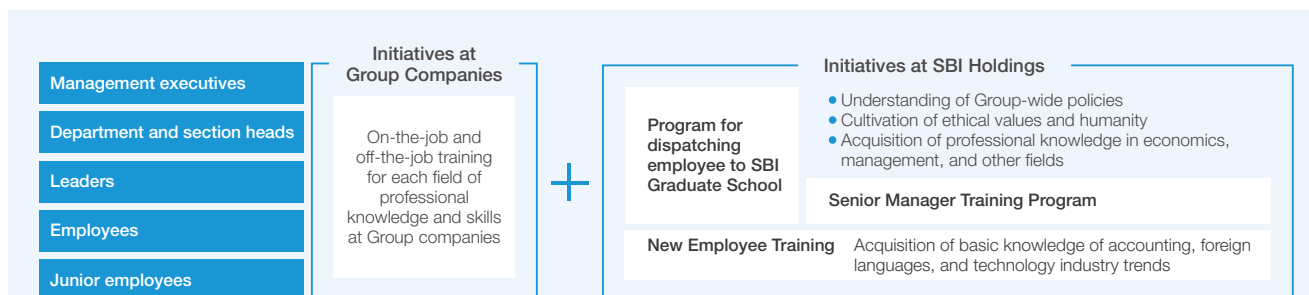 Management executives
Department and section heads
Leaders
Employees
Junior employees
Initiatives at
Group Companies
On-the-job and
off-the-job training
for each field of
professional
knowledge and skills
at Group companies
+
Initiatives at SBI Holdings
Program for
dispatching
employee to SBI
Graduate School
• Understanding of Group-wide policies
• Cultivation of ethical values and humanity
• Acquisition of professional knowledge in economics,
management, and other fields
Senior Manager Training Program
New Employee Training Acquisition of basic knowledge of accounting, foreign
languages, and technology industry trends